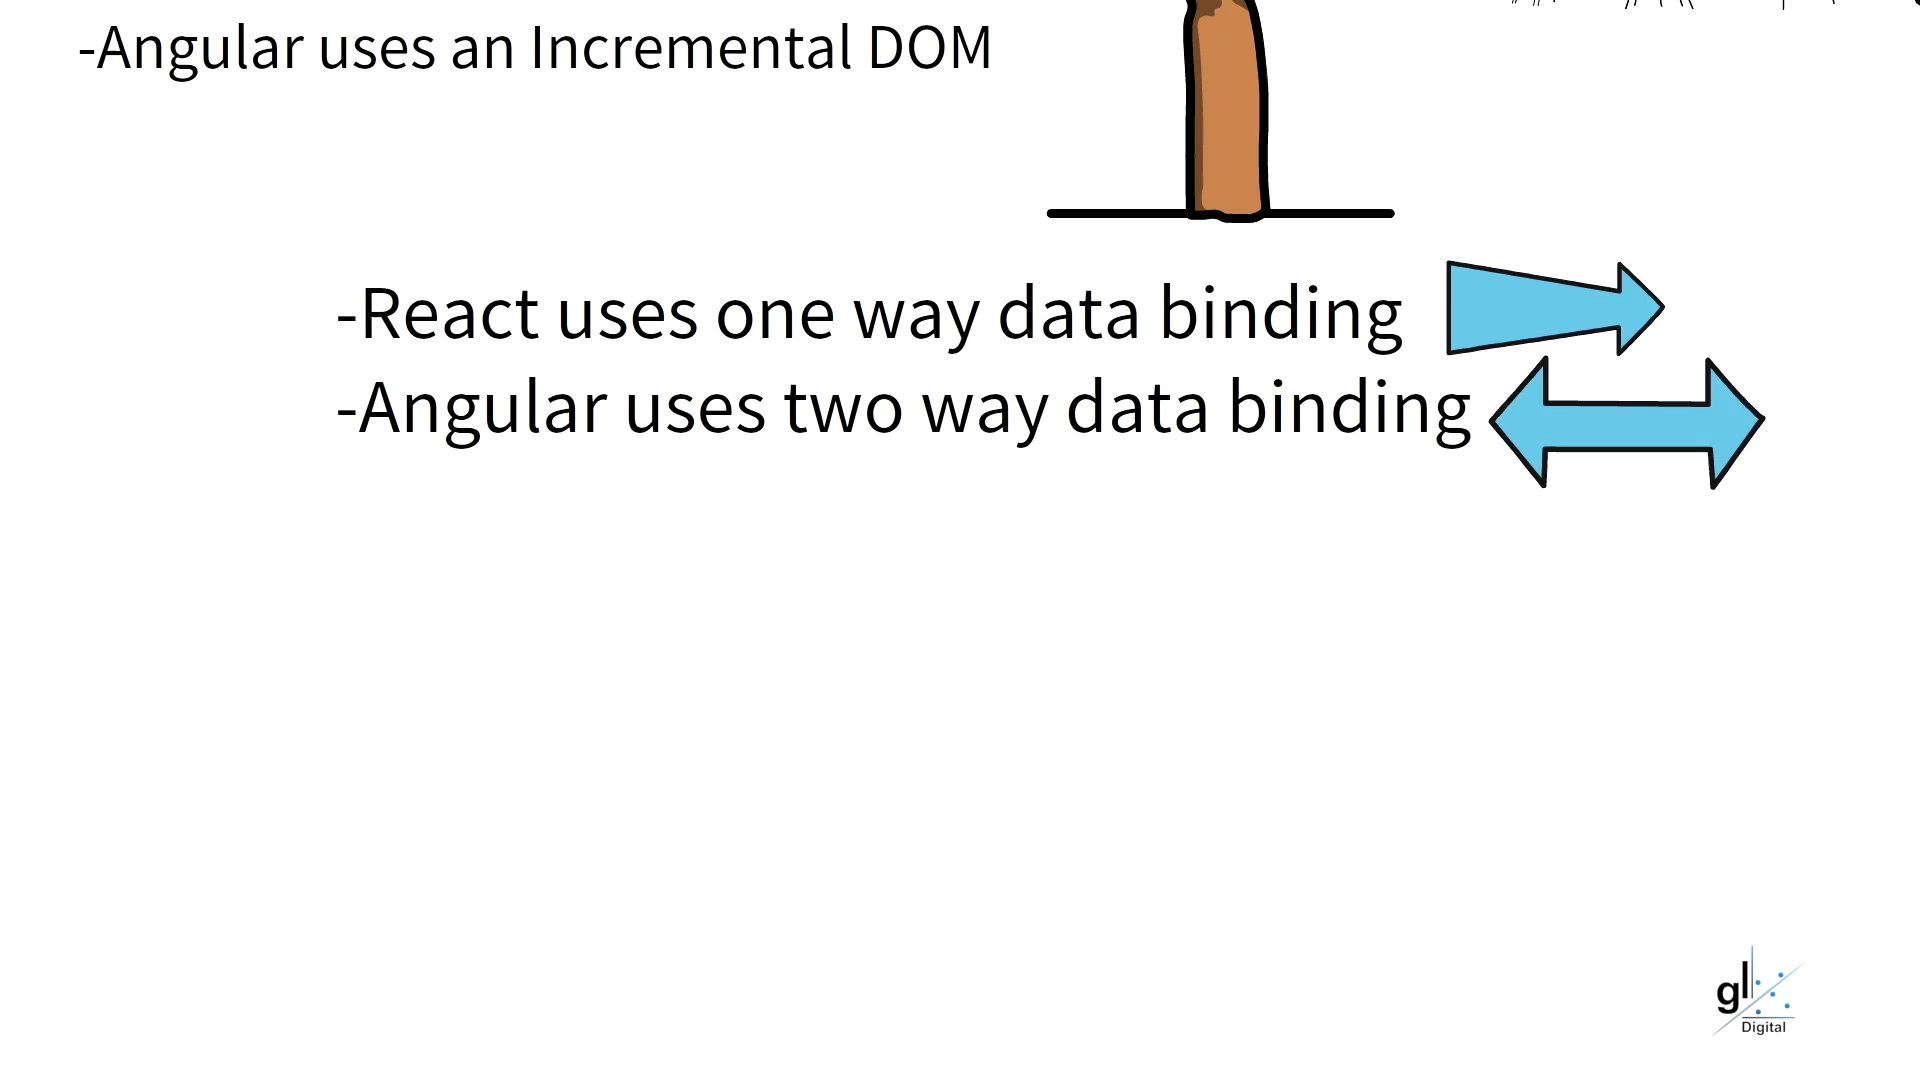 -Angular uses an Incremental DOM
-React uses one way data binding
-Angular uses two way data binding
gl
Digital